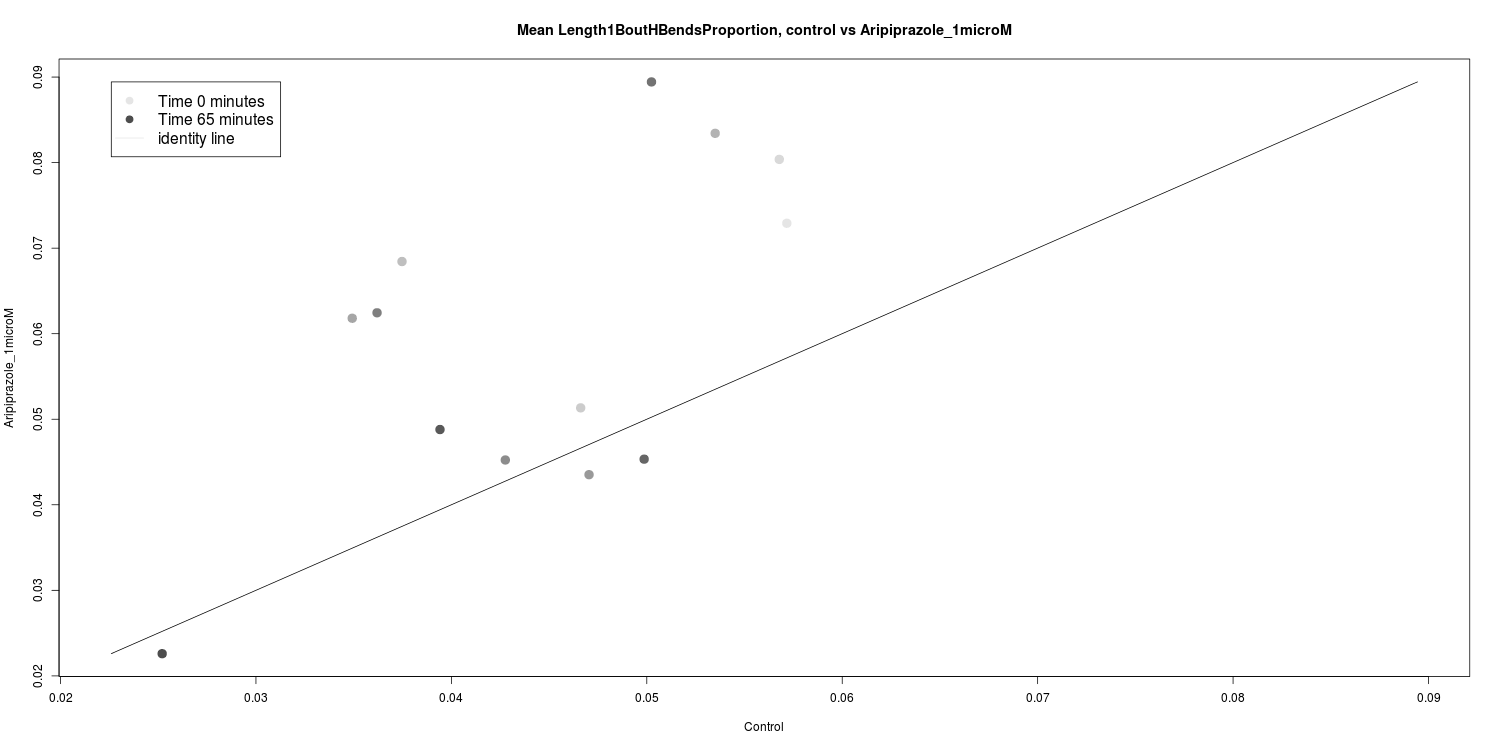 Mean Length1BoutHBendsProportion, control vs Aripiprazole_1microM
Time 0 minutes
Time 65 minutes
identity line
Aripiprazole_1microM
0.09
0.08
0.07
0.06
0.05
0.04
0.03
0.02
0.02 0.03 0.04 0.05 0.06 0.07 0.08 0.09
Control